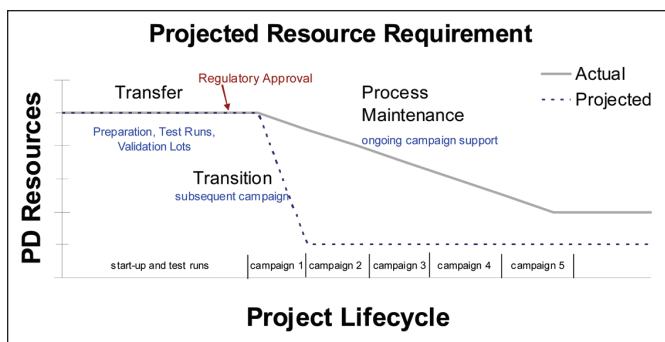 Projected Resource Requirement
Regulatory Approval
Transfer
Process
Maintenance
Actual
Projected
Preparation, Test Runs,
Validation Lots
ongoing campaign support
Transition
subsequent campaign
PD Resources
start-up and test runs
campaign 1
campaign 2
campaign 3
campaign 4
campaign 5
Project Lifecycle